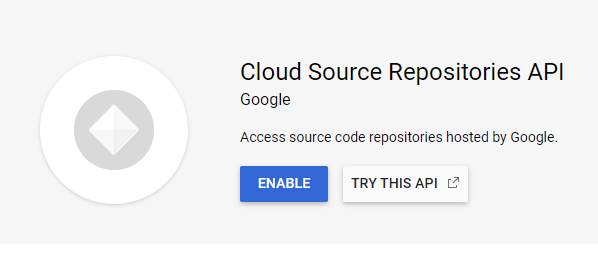 Cloud Source Repositories API
Google
Access source code repositories hosted by Google.
ENABLE
TRY THIS API